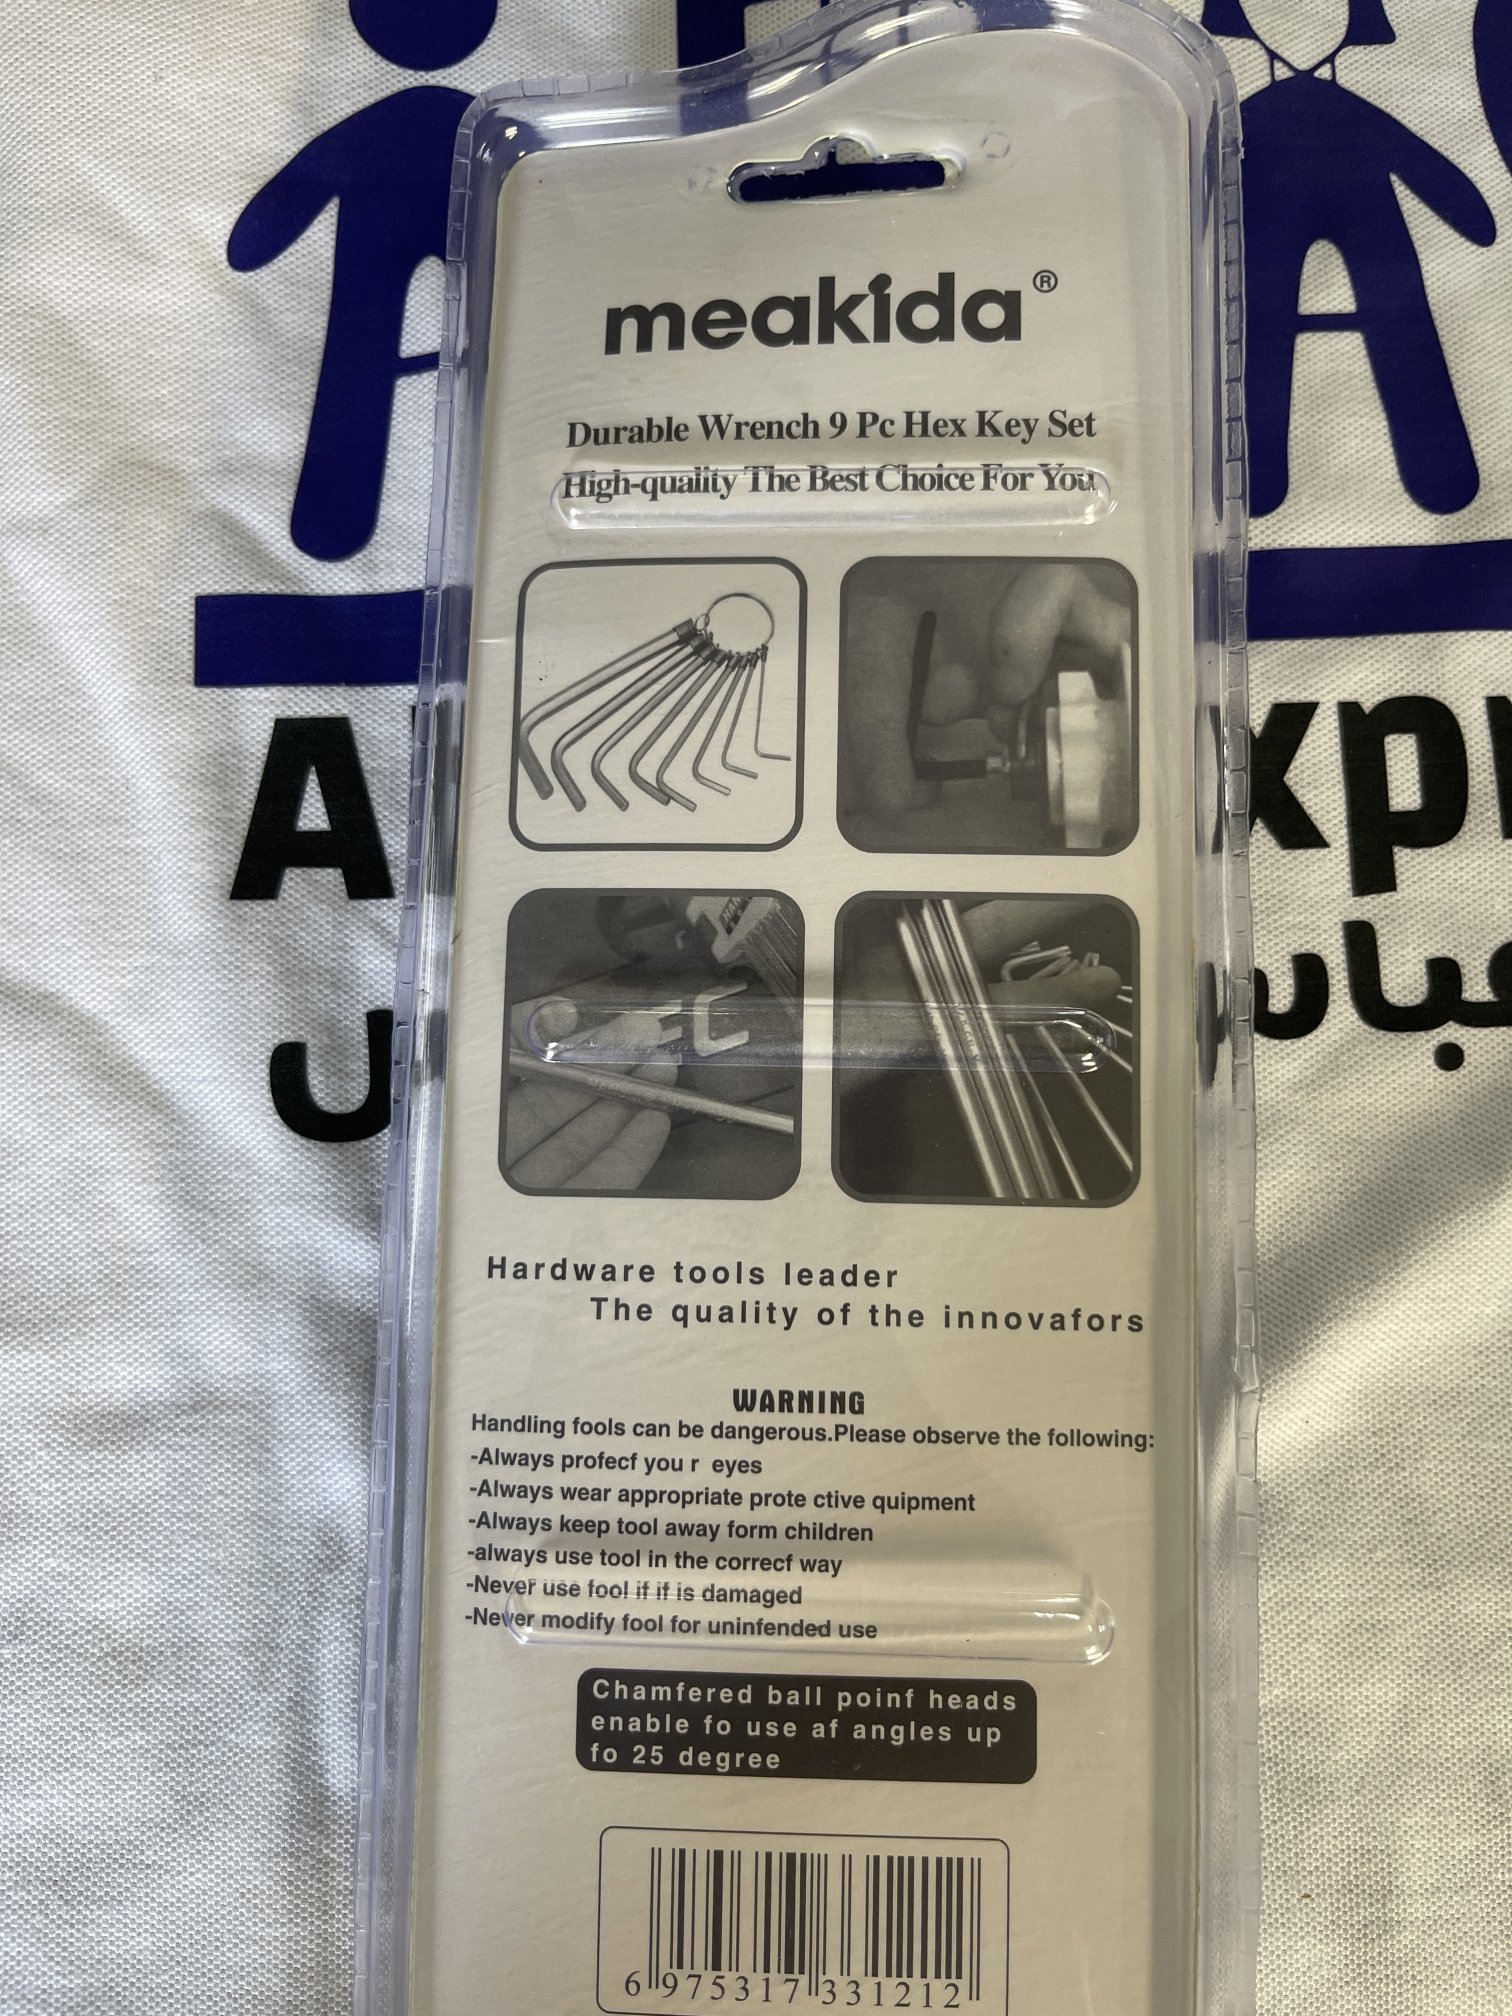 meakida®
Durable Wrench 9 Pc Hex Key Set
High-quality The Best Choice For You
Hardware tools leader
The quality of the innovafors
WARNING
Handling fools can be dangerous.Please observe the following:
-Always profecf you r eyes
-Always wear appropriate prote ctive quipment
-Always keep tool away form children
-always use tool in the correcf way
-Never use fool if if is damaged
-Never modify fool for uninfended use
Chamfered ball poinf heads
enable fo use af angles up
fo 25 degree
6 975317 331212